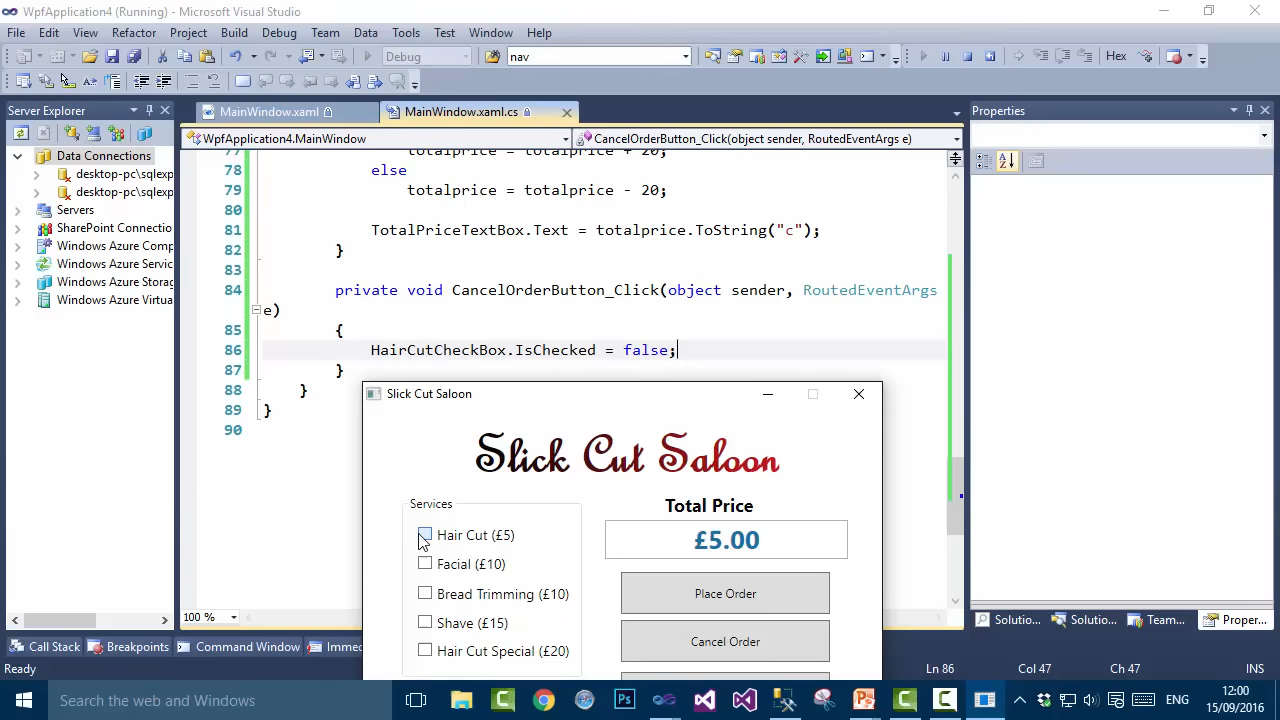 WpfApplication4 (Running) - Microsoft Visual Studio
File Edit View Refactor Project Build Debug Team Data Tools Test Window Help
Debug nav Hex
Server Explorer
MainWindow.xaml MainWindow.xaml.cs
Properties
WpfApplication4.MainWindow CancelOrderButton_Click(object sender, RoutedEventArgs e)
Data Connections
desktop-pc\sqlexp
desktop-pc\sqlexp
Servers
SharePoint Connectio
Windows Azure Comp
Windows Azure Servic
Windows Azure Storag
Windows Azure Virtua
77 totalprice = totalprice + 20;
78 else
79 totalprice = totalprice - 20;
80
81 TotalPriceTextBox.Text = totalprice.ToString("c");
82 }
83
84 private void CancelOrderButton_Click(object sender, RoutedEventArgs
e)
85 {
86 HairCutCheckBox.IsChecked = false;
87 }
88 }
89 }
90
Slick Cut Saloon
Slick Cut Saloon
Services
Hair Cut (£5)
Facial (£10)
Bread Trimming (£10)
Shave (£15)
Hair Cut Special (£20)
Total Price
£5.00
Place Order
Cancel Order
100 %
Solutio... Solutio... Team... Proper...
Call Stack Breakpoints Command Window Immed
Ready Ln 86 Col 47 Ch 47 INS
Search the web and Windows
ENG
12:00
15/09/2016